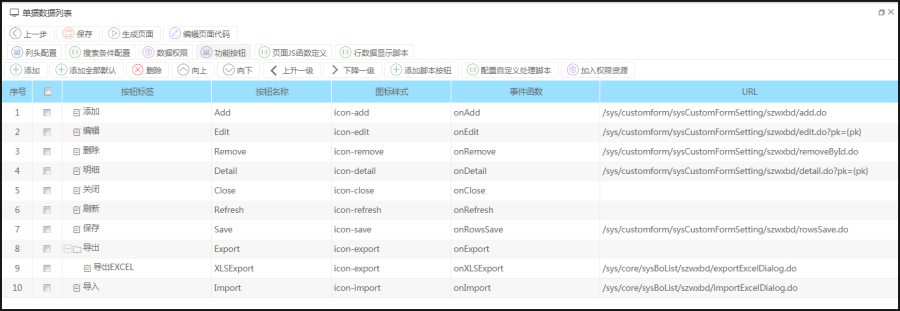 单据数据列表
上一步 保存 生成页面 编辑页面代码
列头配置 搜索条件配置 数据权限 功能按钮 页面JS函数定义 行数据显示脚本
添加 添加全部默认 删除 向上 向下 上升一级 下降一级 添加脚本按钮 配置自定义处理脚本 加入权限资源
序号 按钮标签 按钮名称 图标样式 事件函数 URL
1 添加 Add icon-add onAdd /sys/customform/sysCustomFormSetting/szwxbd/add.do
2 编辑 Edit icon-edit onEdit /sys/customform/sysCustomFormSetting/szwxbd/edit.do?pk={pk}
3 删除 Remove icon-remove onRemove /sys/customform/sysCustomFormSetting/szwxbd/removeById.do
4 明细 Detail icon-detail onDetail /sys/customform/sysCustomFormSetting/szwxbd/detail.do?pk={pk}
5 关闭 Close icon-close onClose
6 刷新 Refresh icon-refresh onRefresh
7 保存 Save icon-save onRowsSave /sys/customform/sysCustomFormSetting/szwxbd/rowsSave.do
8 导出 Export icon-export onExport
9 导出EXCEL XLSExport icon-export onXLSExport /sys/core/sysBoList/szwxbd/exportExcelDialog.do
10 导入 Import icon-import onImport /sys/core/sysBoList/szwxbd/importExcelDialog.do